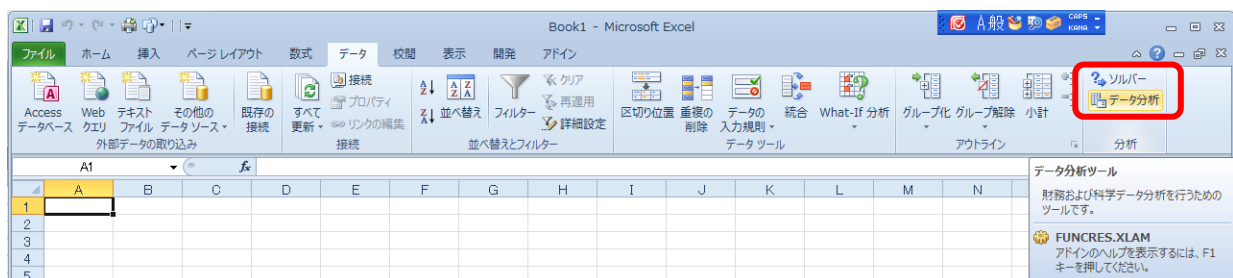 Book1 - Microsoft Excel
A 般 CAPS KANA
ファイル ホーム 挿入 ページ レイアウト 数式 データ 校閲 表示 開発 アドイン
Access データベース
Web クエリ
テキスト ファイル
その他の データ ソース
既存の 接続
外部データの取り込み
すべて 更新
接続
プロパティ
リンクの編集
接続
並べ替え
フィルター
クリア
再適用
詳細設定
並べ替えとフィルター
区切り位置
重複の 削除
データの 入力規則
統合
What-If 分析
データ ツール
グループ化
グループ解除
小計
アウトライン
ソルバー
データ分析
分析
A1 fx
A B C D E F G H I J K L M N
1
2
3
4
5
データ分析ツール
財務および科学データ分析を行うための
ツールです。
FUNCRES.XLAM
アドインのヘルプを表示するには、F1
キーを押してください。